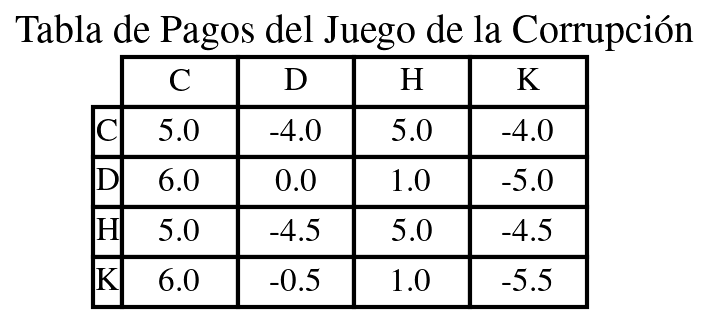 Tabla de Pagos del Juego de la Corrupción
C D H K
C 5.0 -4.0 5.0 -4.0
D 6.0 0.0 1.0 -5.0
H 5.0 -4.5 5.0 -4.5
K 6.0 -0.5 1.0 -5.5